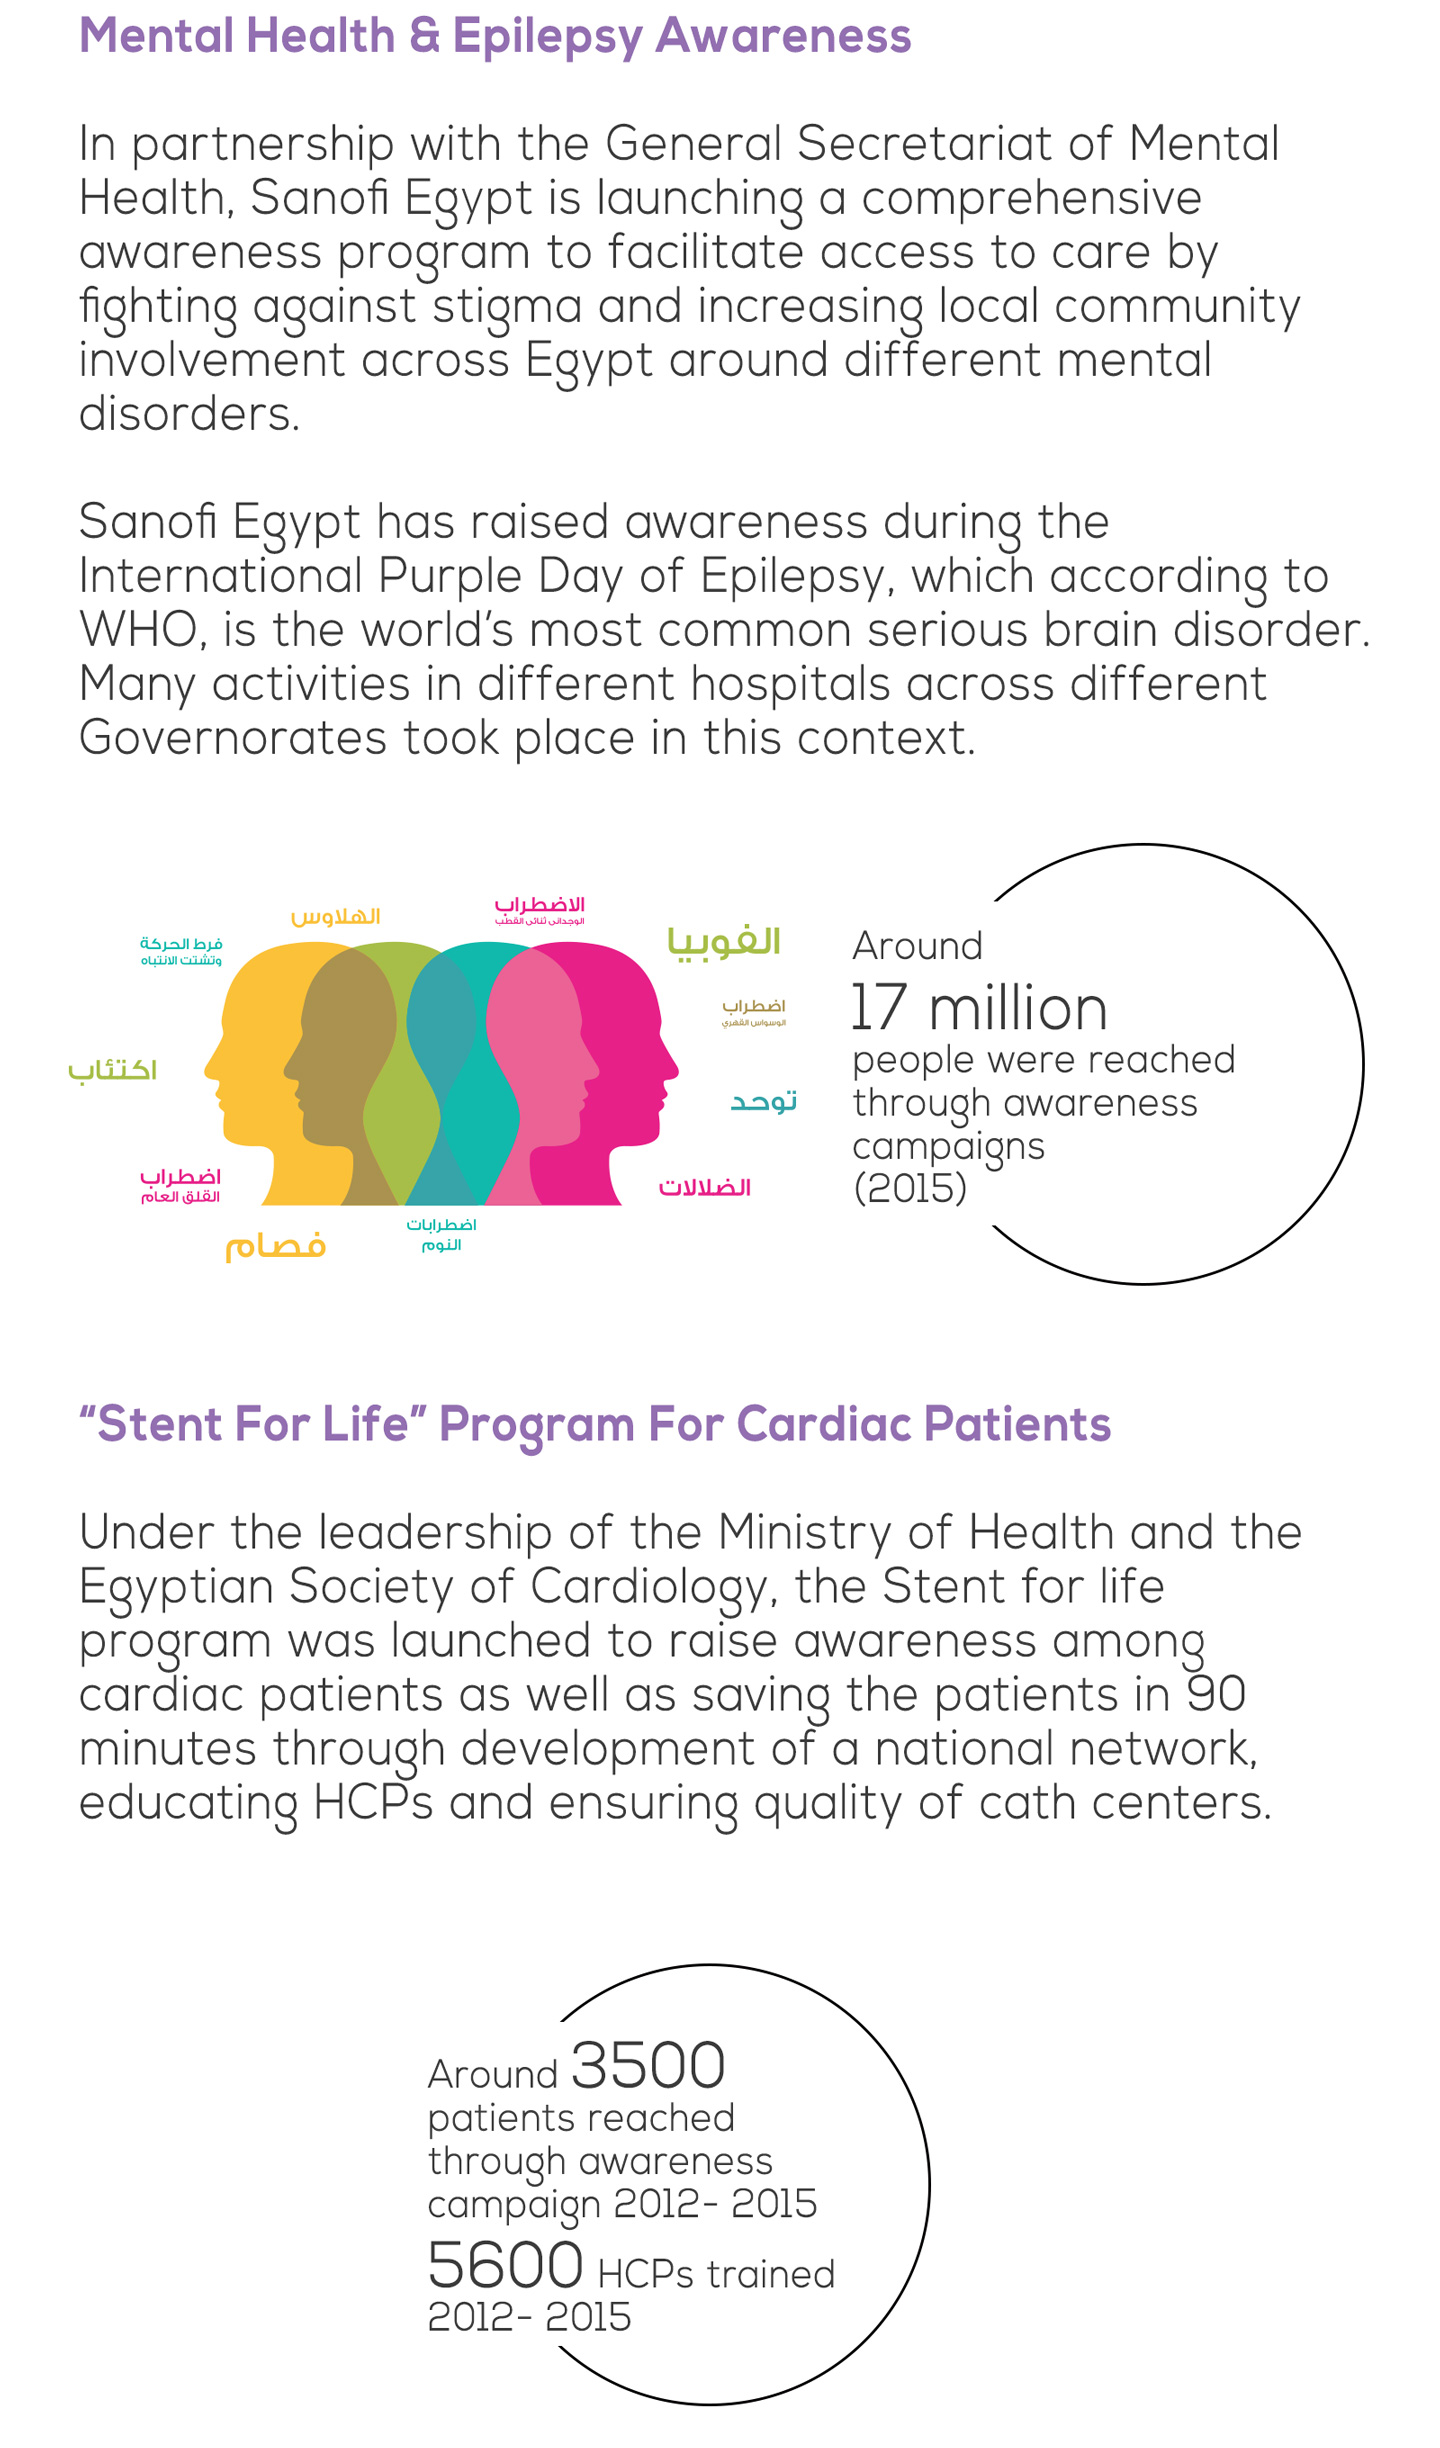 Mental Health & Epilepsy Awareness
In partnership with the General Secretariat of Mental
Health, Sanofi Egypt is launching a comprehensive
awareness program to facilitate access to care by
fighting against stigma and increasing local community
involvement across Egypt around different mental
disorders.
Sanofi Egypt has raised awareness during the
International Purple Day of Epilepsy, which according to
WHO, is the world’s most common serious brain disorder.
Many activities in different hospitals across different
Governorates took place in this context.
الهلاوس
الاضطراب
الوجدانى ثنائى القطب
فرط الحركة
وتشتت الانتباه
الفوبيا
اضطراب
الوسواس القهري
اكتئاب
توحد
اضطراب
القلق العام
الضلالات
فصام
اضطرابات
النوم
Around
17 million
people were reached
through awareness
campaigns
(2015)
“Stent For Life” Program For Cardiac Patients
Under the leadership of the Ministry of Health and the
Egyptian Society of Cardiology, the Stent for life
program was launched to raise awareness among
cardiac patients as well as saving the patients in 90
minutes through development of a national network,
educating HCPs and ensuring quality of cath centers.
Around 3500
patients reached
through awareness
campaign 2012- 2015
5600 HCPs trained
2012- 2015